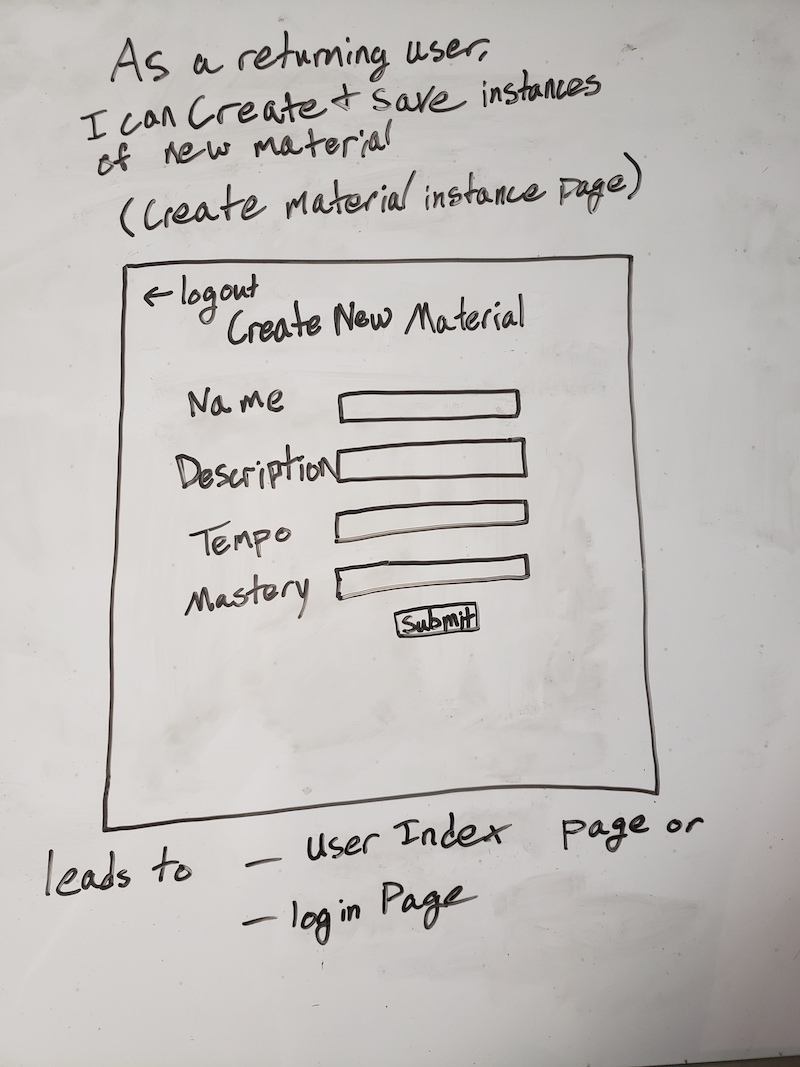 As a returning user,
I can Create + save instances
of new material
(Create material instance page)
← logout
Create New Material
Name
Description
Tempo
Mastery
Submit
leads to – User Index page or
– login Page